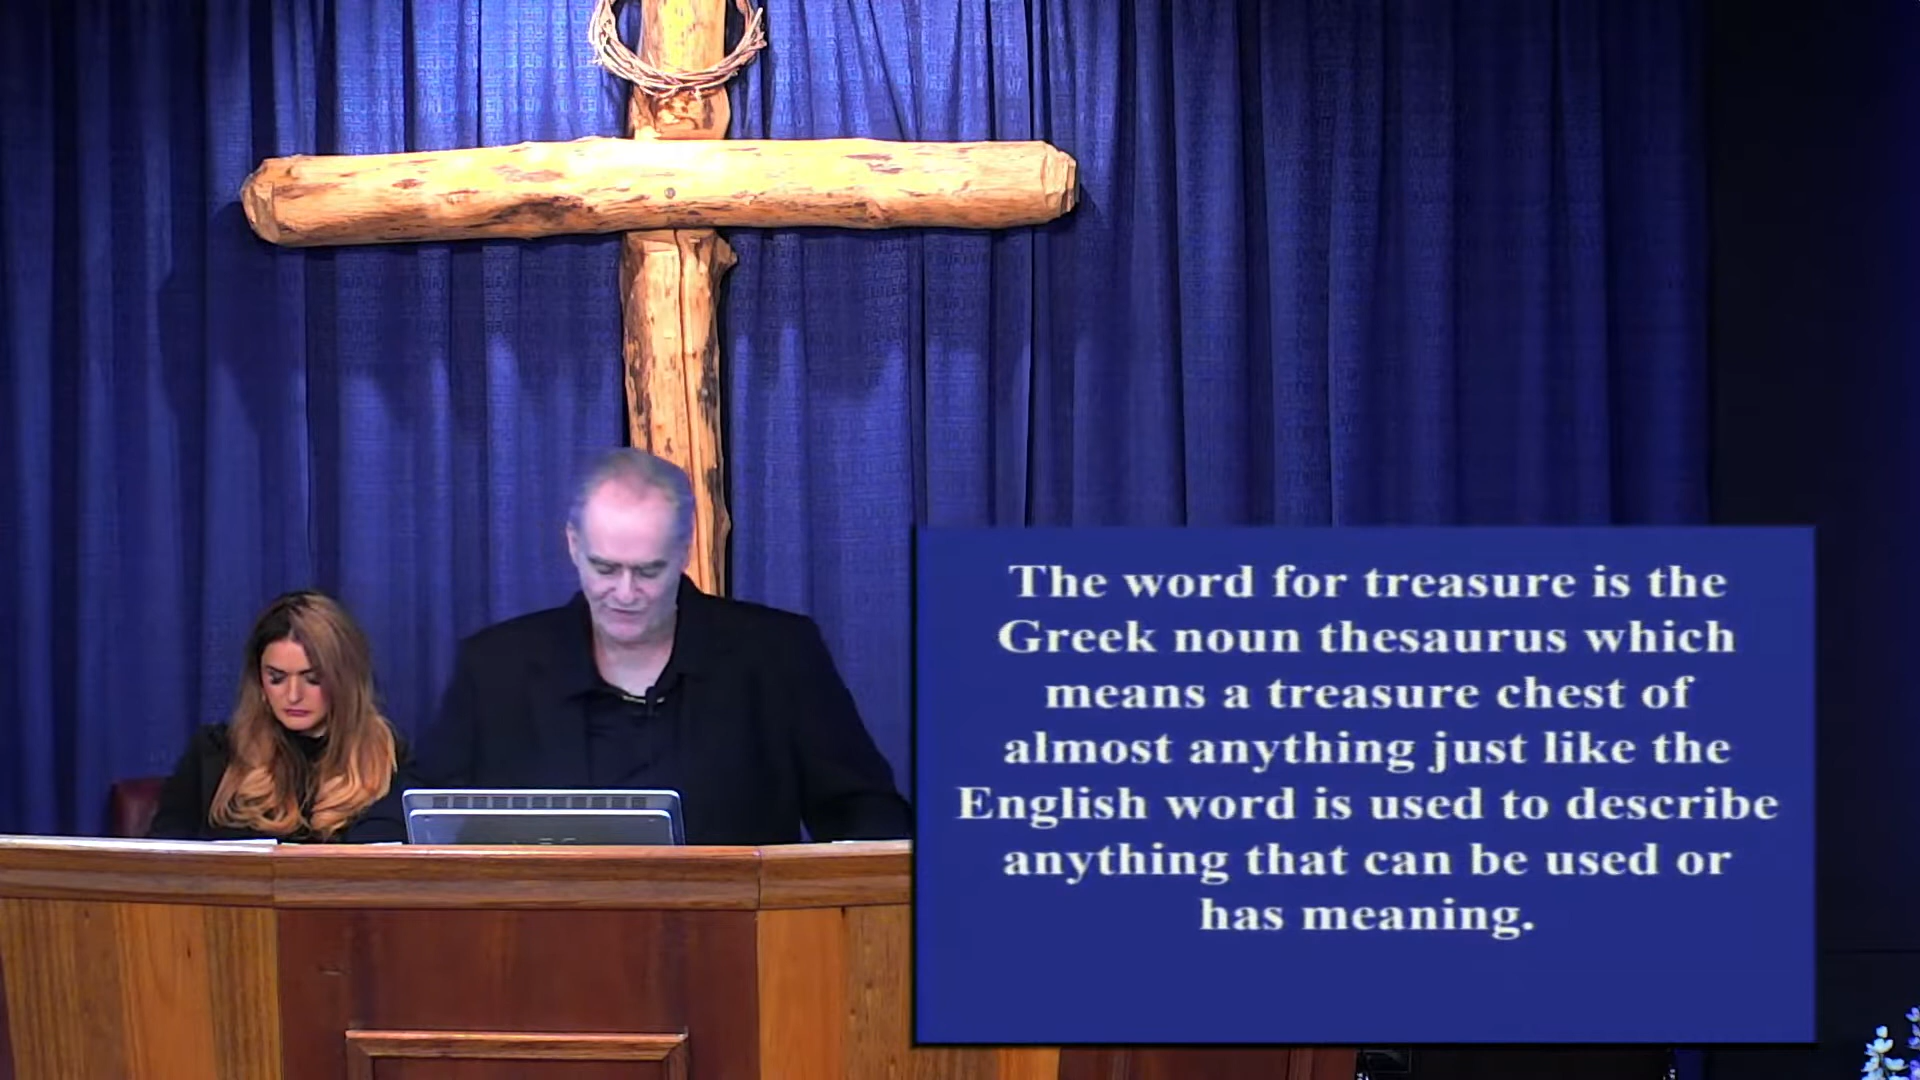 The word for treasure is the
Greek noun thesaurus which
means a treasure chest of
almost anything just like the
English word is used to describe
anything that can be used or
has meaning.